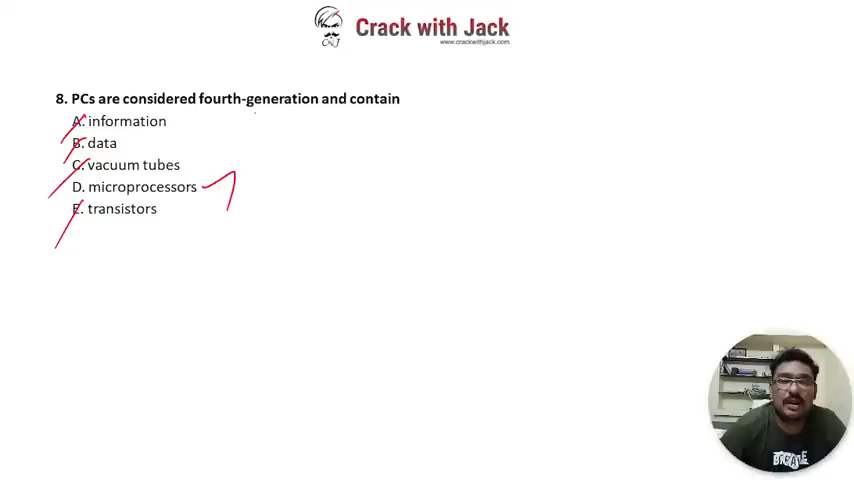 Crack with Jack
CwJ
www.crackwithjack.com
8. PCs are considered fourth-generation and contain
A. information
B. data
C. vacuum tubes
D. microprocessors
E. transistors